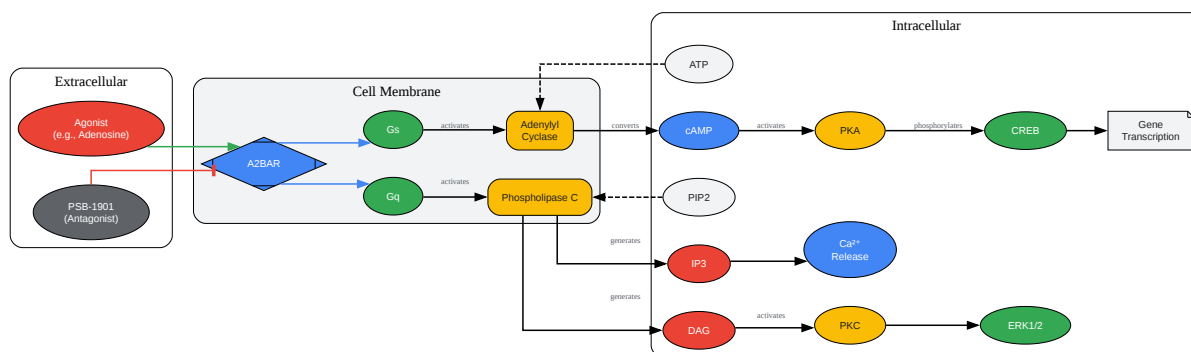 Extracellular
Agonist
(e.g., Adenosine)
PSB-1901
(Antagonist)
Cell Membrane
A2BAR
Gs
activates
Adenylyl
Cyclase
Gq
activates
Phospholipase C
Intracellular
ATP
converts
cAMP
activates
PKA
phosphorylates
CREB
Gene
Transcription
PIP2
generates
IP3
Ca²⁺
Release
generates
DAG
activates
PKC
ERK1/2